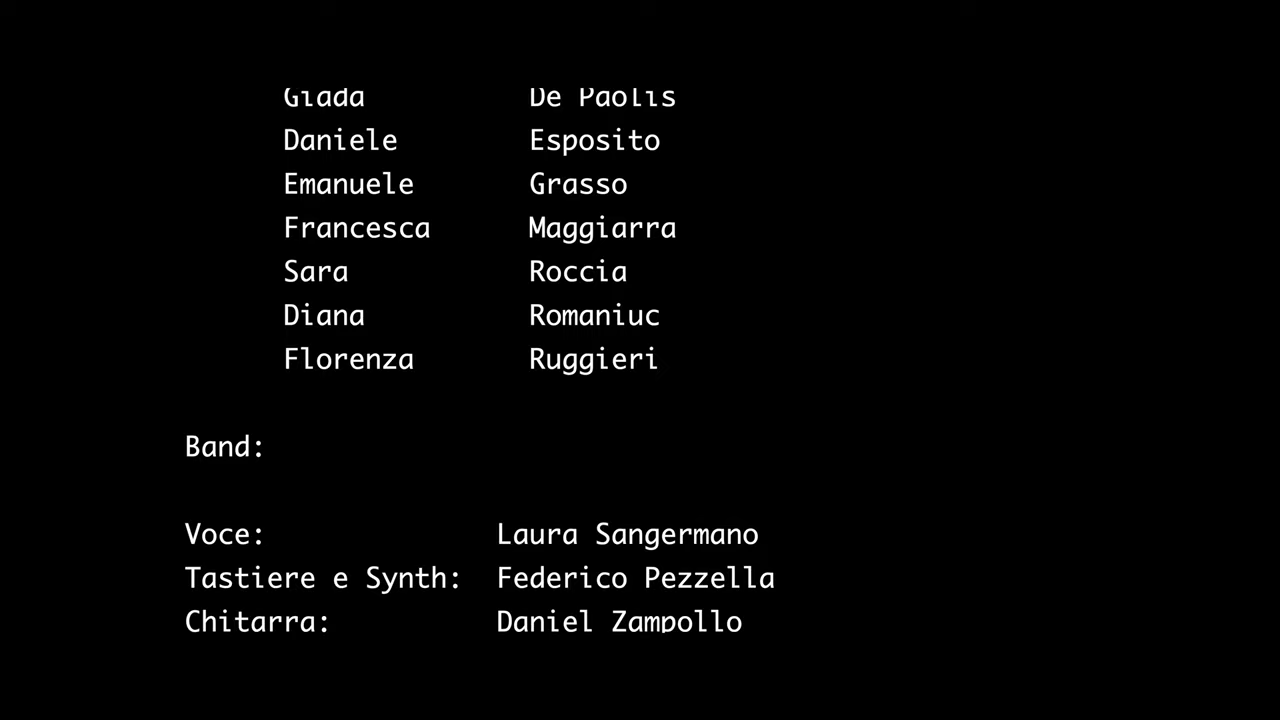 Giada De Paolis
Daniele Esposito
Emanuele Grasso
Francesca Maggiarra
Sara Roccia
Diana Romaniuc
Florenza Ruggieri
Band:
Voce: Laura Sangermano
Tastiere e Synth: Federico Pezzella
Chitarra: Daniel Zampollo